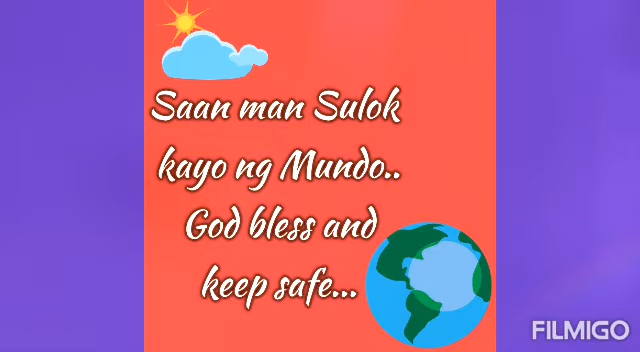 Saan man Sulok
kayo ng Mundo..
God bless and
keep safe...
FILMIGO